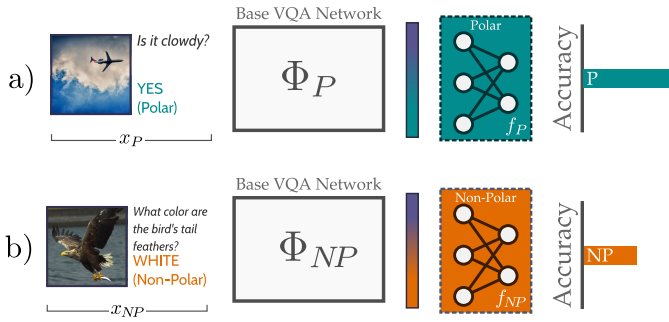 Base VQA Network
Is it clowdy?
Polar
a)
Φ_P
YES
(Polar)
f_P
Accuracy
P
x_P
Base VQA Network
What color are
the bird's tail
feathers?
Non-Polar
b)
Φ_NP
WHITE
(Non-Polar)
f_NP
Accuracy
NP
x_NP